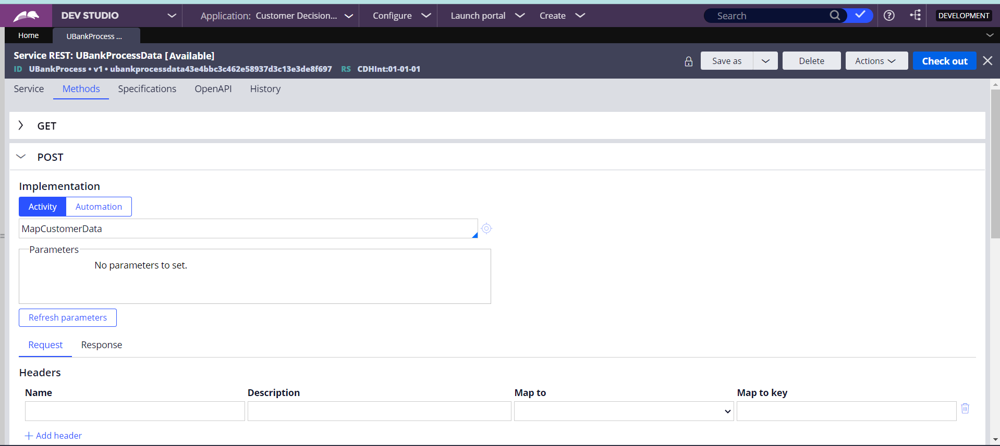 DEV STUDIO
Application: Customer Decision...
Configure
Launch portal
Create
Search
DEVELOPMENT
Home
UBankProcess ...
Service REST: UBankProcessData [Available]
ID UBankProcess • v1 • ubankprocessdata43e4bbc3c462e58937d3c13e3de8f697 RS CDHInt:01-01-01
Save as
Delete
Actions
Check out
Service
Methods
Specifications
OpenAPI
History
GET
POST
Implementation
Activity
Automation
MapCustomerData
Parameters
No parameters to set.
Refresh parameters
Request
Response
Headers
Name
Description
Map to
Map to key
Add header